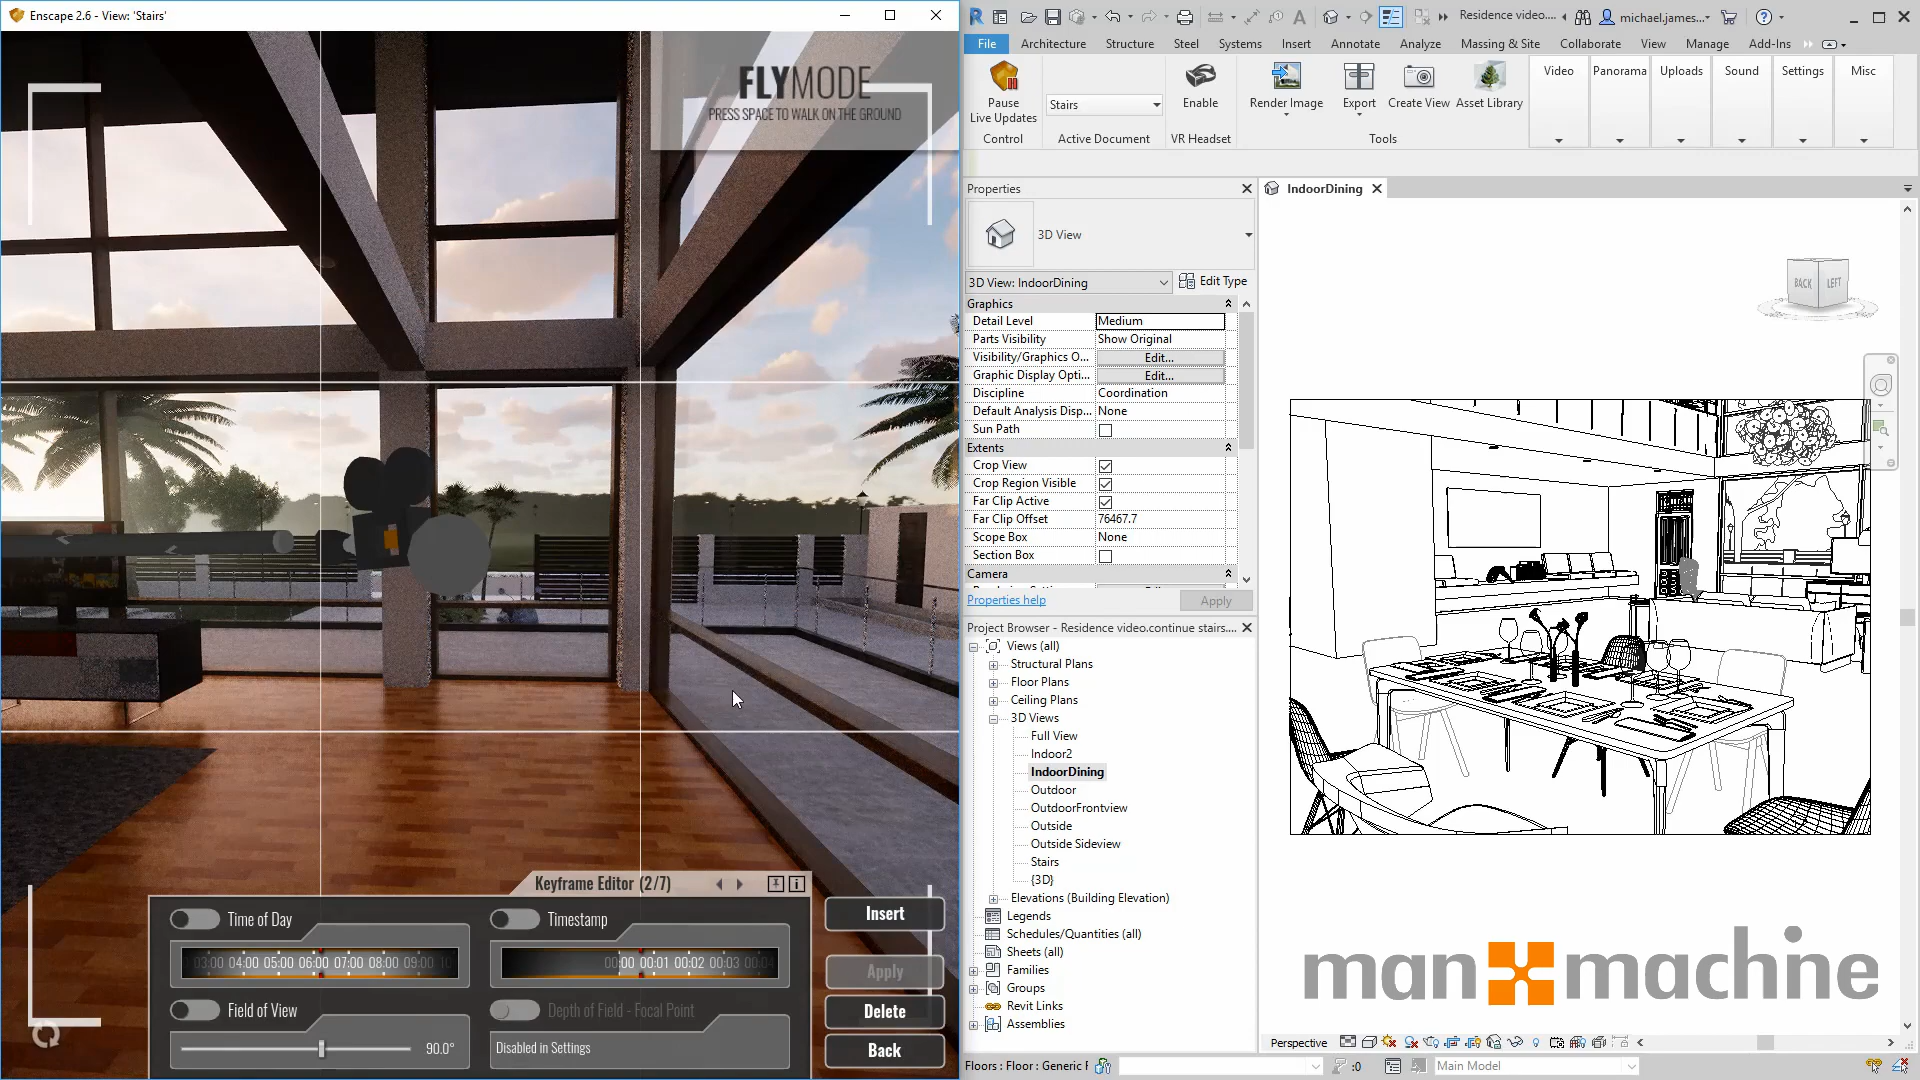 Enscape 2.6 - View: 'Stairs'
FLYMODE
PRESS SPACE TO WALK ON THE GROUND
Keyframe Editor (2/7)
Time of Day
03:00 04:00 05:00 06:00 07:00 08:00 09:00 10
Timestamp
00:00 00:01 00:02 00:03 00:04
Field of View
90.0°
Depth of Field - Focal Point
Disabled in Settings
Insert
Apply
Delete
Back
Residence video....
michael.james...
File Architecture Structure Steel Systems Insert Annotate Analyze Massing & Site Collaborate View Manage Add-Ins
Pause
Live Updates
Control
Stairs
Active Document
Enable
VR Headset
Render Image
Export
Create View
Asset Library
Tools
Video
Panorama
Uploads
Sound
Settings
Misc
Properties
3D View
3D View: IndoorDining
Edit Type
Graphics
Detail Level Medium
Parts Visibility Show Original
Visibility/Graphics O... Edit...
Graphic Display Opti... Edit...
Discipline Coordination
Default Analysis Disp... None
Sun Path
Extents
Crop View
Crop Region Visible
Far Clip Active
Far Clip Offset 76467.7
Scope Box None
Section Box
Camera
Properties help
Apply
Project Browser - Residence video.continue stairs....
Views (all)
Structural Plans
Floor Plans
Ceiling Plans
3D Views
Full View
Indoor2
IndoorDining
Outdoor
OutdoorFrontview
Outside
Outside Sideview
Stairs
{3D}
Elevations (Building Elevation)
Legends
Schedules/Quantities (all)
Sheets (all)
Families
Groups
Revit Links
Assemblies
IndoorDining
BACK
LEFT
man machine
Perspective
Floors : Floor : Generic F
:0
Main Model